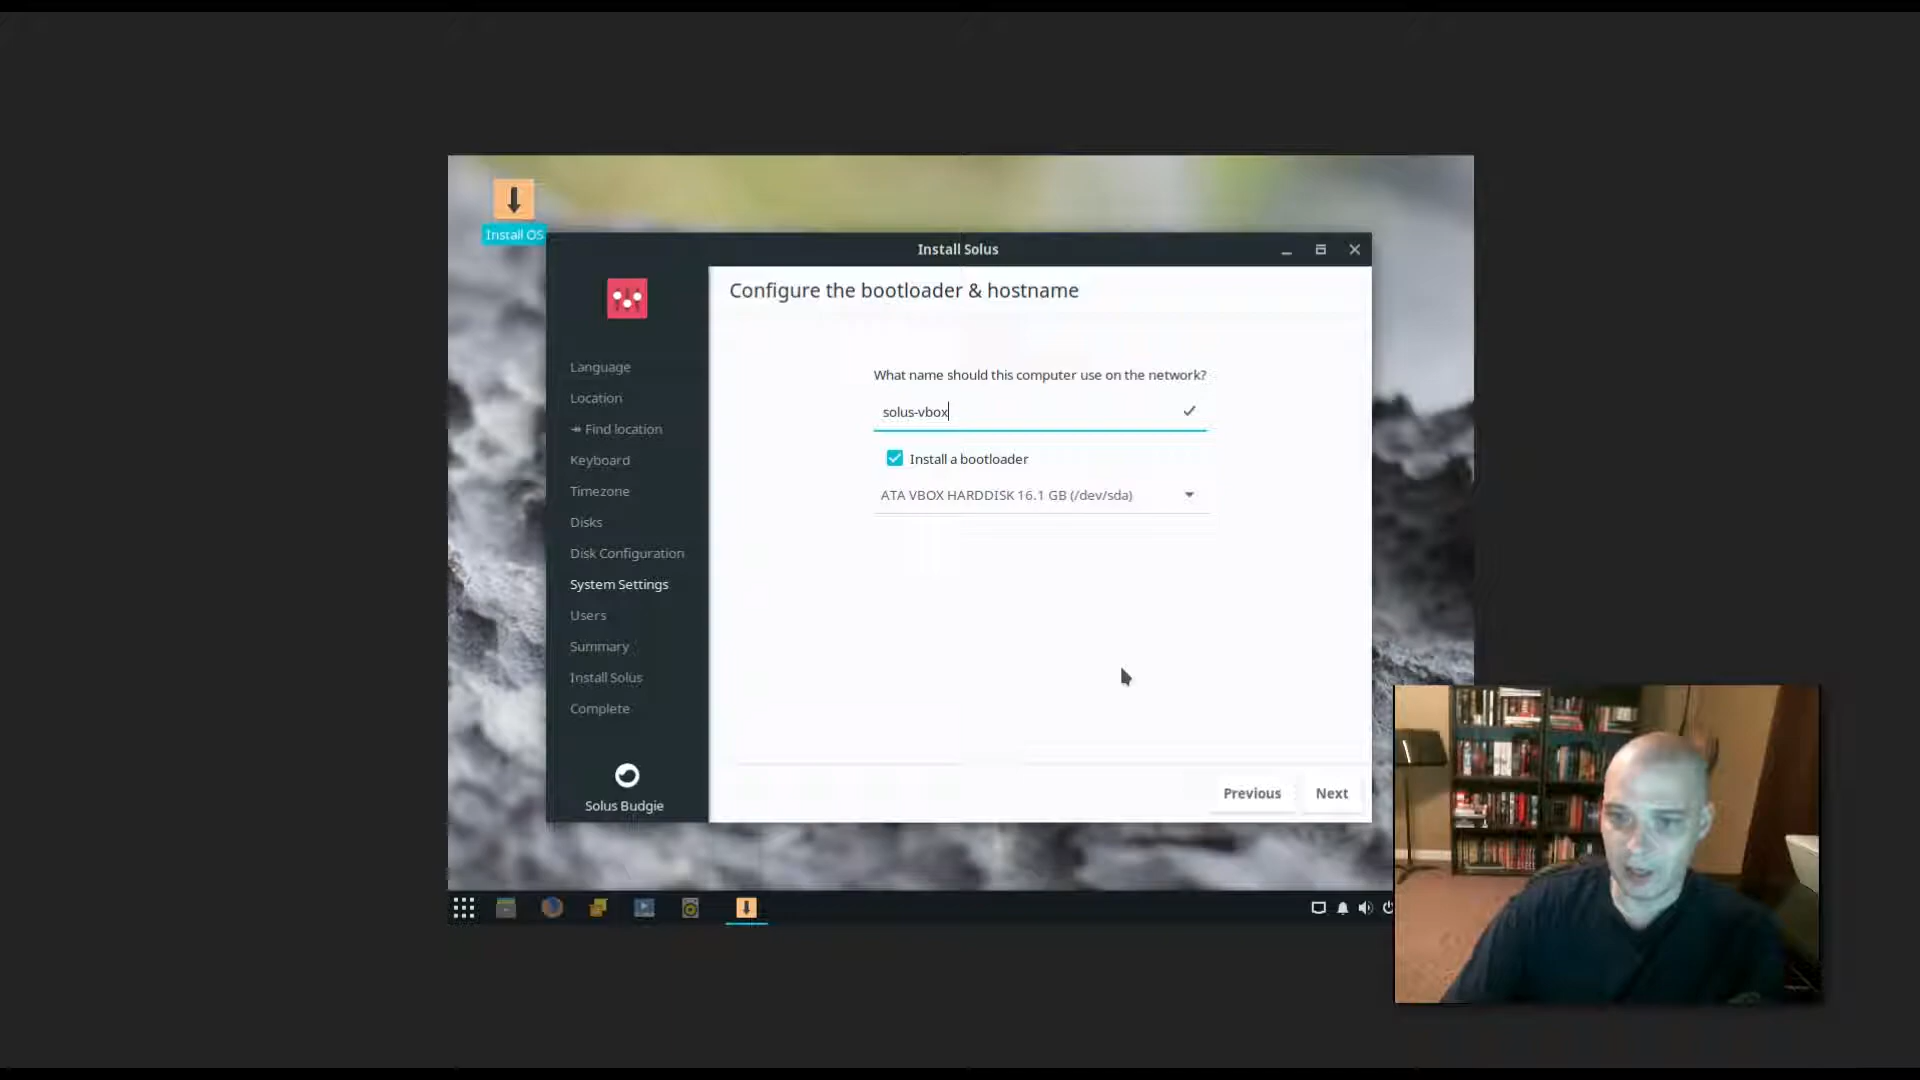 Install OS
Install Solus
Configure the bootloader & hostname
What name should this computer use on the network?
solus-vbox
Install a bootloader
ATA VBOX HARDDISK 16.1 GB (/dev/sda)
Language
Location
↠ Find location
Keyboard
Timezone
Disks
Disk Configuration
System Settings
Users
Summary
Install Solus
Complete
Solus Budgie
Previous
Next